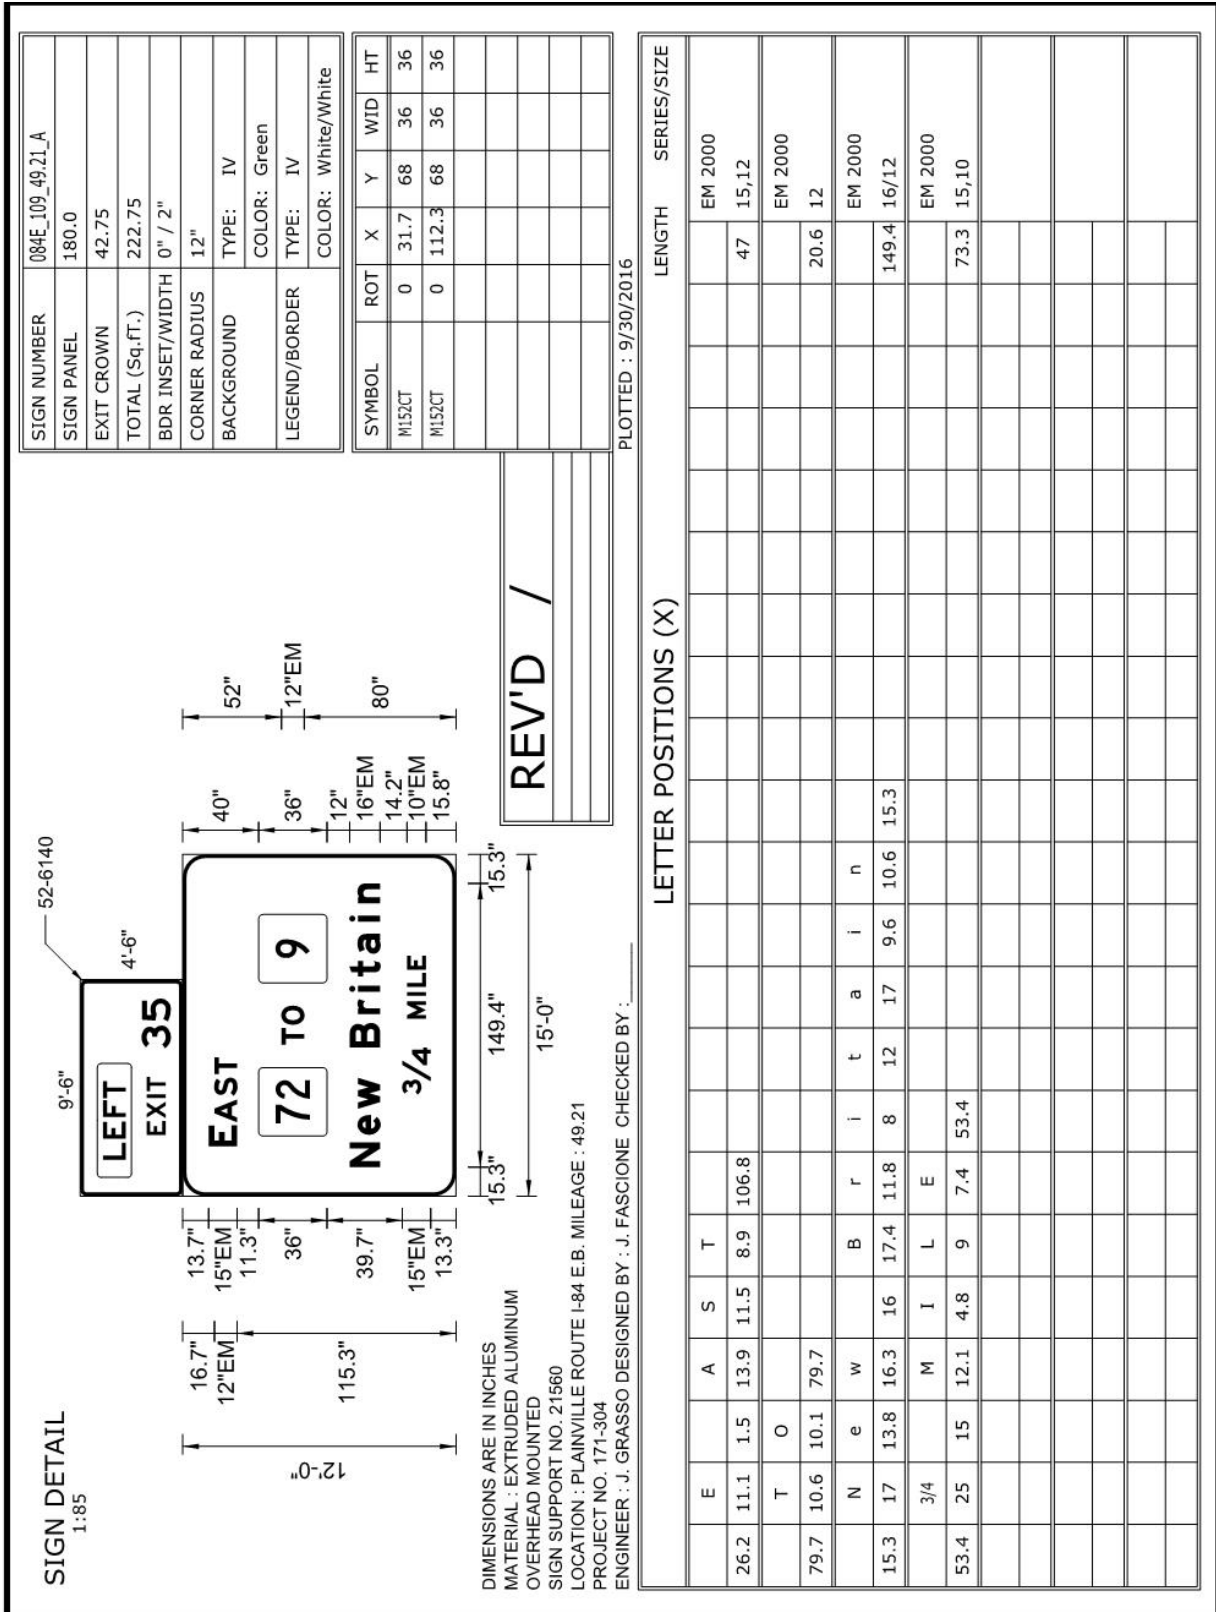 SIGN DETAIL
1:85
9'-6"
52-6140
4'-6"
LEFT
EXIT 35
EAST
72 TO 9
New Britain
3/4 MILE
12'-0"
16.7"
12"EM
115.3"
13.7"
15"EM
11.3"
36"
39.7"
15"EM
13.3"
40"
36"
12"
16"EM
14.2"
10"EM
15.8"
52"
12"EM
80"
15.3" 149.4" 15.3"
15'-0"
DIMENSIONS ARE IN INCHES
MATERIAL : EXTRUDED ALUMINUM
OVERHEAD MOUNTED
SIGN SUPPORT NO. 21560
LOCATION : PLAINVILLE ROUTE I-84 E.B. MILEAGE : 49.21
PROJECT NO. 171-304
ENGINEER : J. GRASSO DESIGNED BY : J. FASCIONE CHECKED BY :______
REV'D /
SIGN NUMBER 084E_109_49.21_A
SIGN PANEL 180.0
EXIT CROWN 42.75
TOTAL (Sq.fT.) 222.75
BDR INSET/WIDTH 0" / 2"
CORNER RADIUS 12"
BACKGROUND TYPE: IV
COLOR: Green
LEGEND/BORDER TYPE: IV
COLOR: White/White
SYMBOL ROT X Y WID HT
M152CT 0 31.7 68 36 36
M152CT 0 112.3 68 36 36
PLOTTED : 9/30/2016
LETTER POSITIONS (X) LENGTH SERIES/SIZE
E A S T EM 2000
26.2 11.1 1.5 13.9 11.5 8.9 106.8 47 15,12
T O EM 2000
79.7 10.6 10.1 79.7 20.6 12
N e w B r i t a i n EM 2000
15.3 17 13.8 16.3 16 17.4 11.8 8 12 17 9.6 10.6 15.3 149.4 16/12
3/4 M I L E EM 2000
53.4 25 15 12.1 4.8 9 7.4 53.4 73.3 15,10